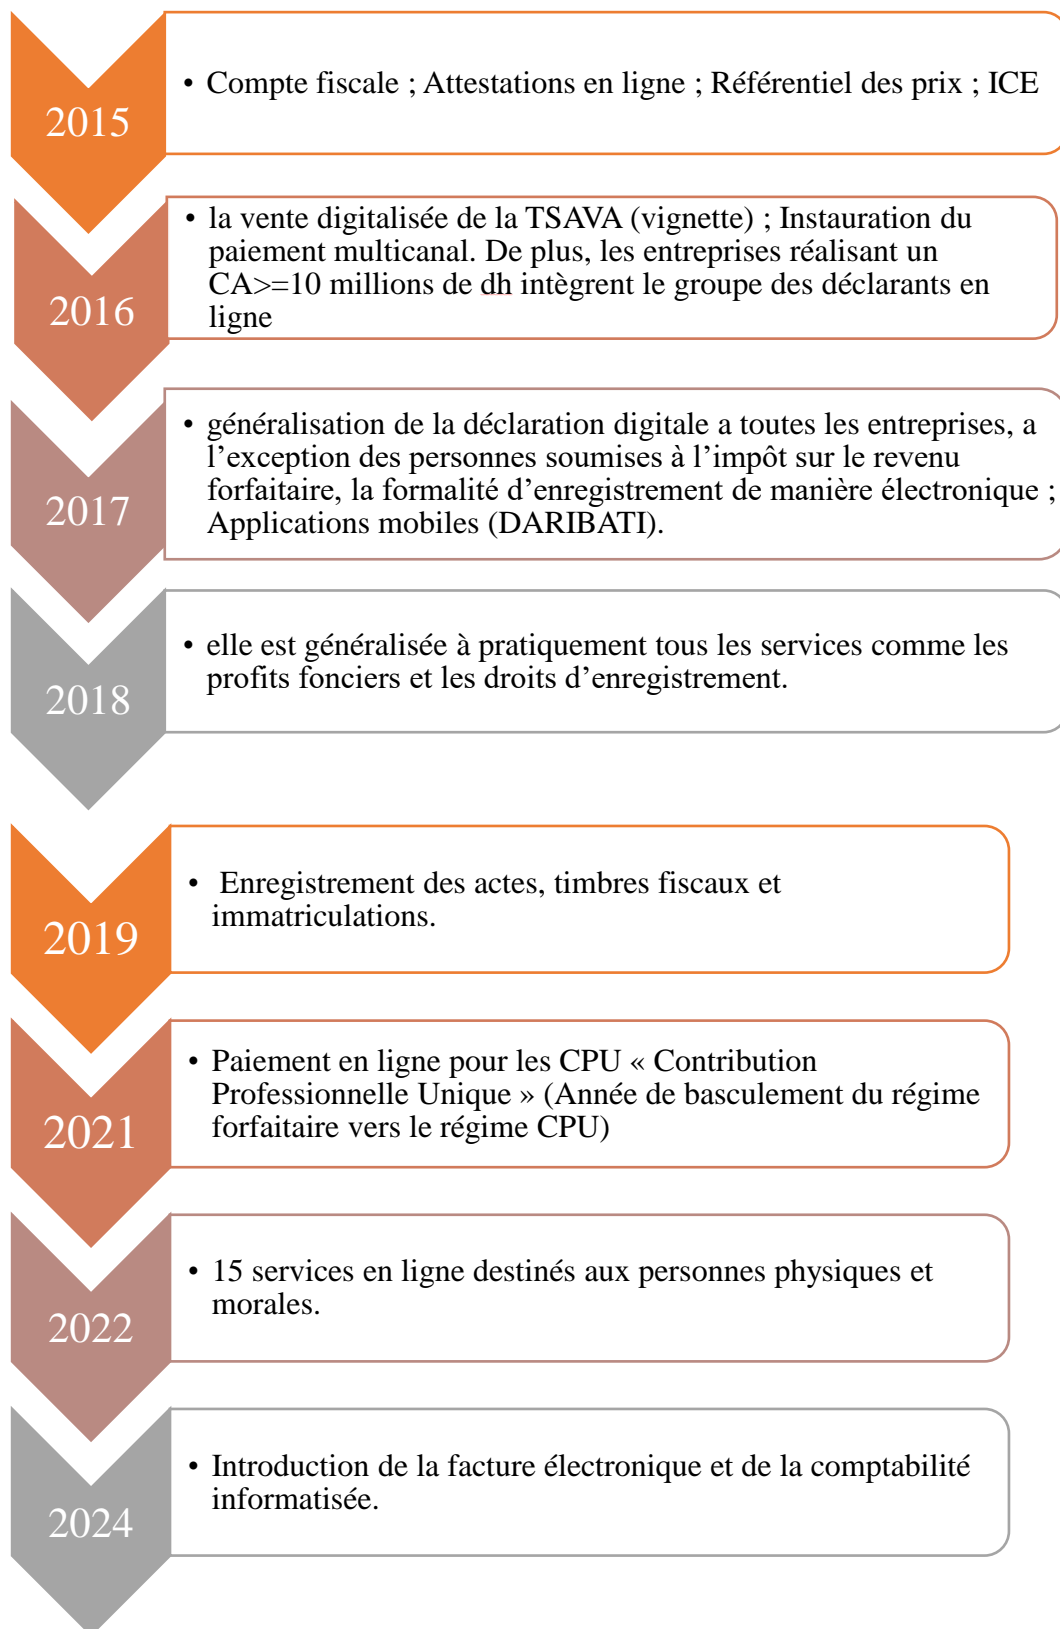 2015
• Compte fiscale ; Attestations en ligne ; Référentiel des prix ; ICE
2016
• la vente digitalisée de la TSAVA (vignette) ; Instauration du
paiement multicanal. De plus, les entreprises réalisant un
CA>=10 millions de dh intègrent le groupe des déclarants en
ligne
2017
• généralisation de la déclaration digitale a toutes les entreprises, a
l’exception des personnes soumises à l’impôt sur le revenu
forfaitaire, la formalité d’enregistrement de manière électronique ;
Applications mobiles (DARIBATI).
2018
• elle est généralisée à pratiquement tous les services comme les
profits fonciers et les droits d’enregistrement.
2019
• Enregistrement des actes, timbres fiscaux et
immatriculations.
2021
• Paiement en ligne pour les CPU « Contribution
Professionnelle Unique » (Année de basculement du régime
forfaitaire vers le régime CPU)
2022
• 15 services en ligne destinés aux personnes physiques et
morales.
2024
• Introduction de la facture électronique et de la comptabilité
informatisée.